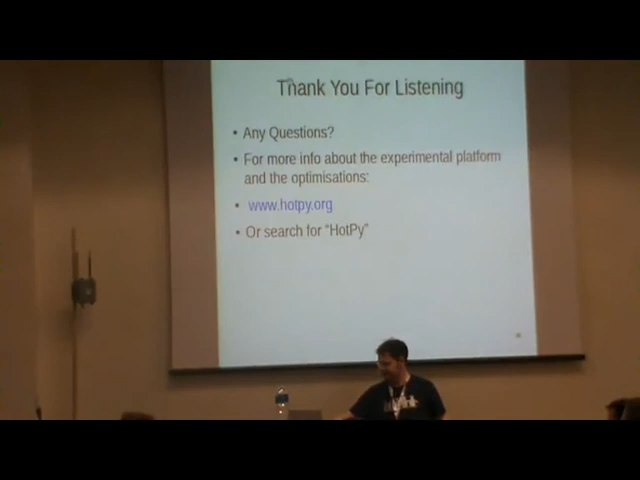 Thank You For Listening
• Any Questions?
• For more info about the experimental platform
and the optimisations:
• www.hotpy.org
• Or search for "HotPy"